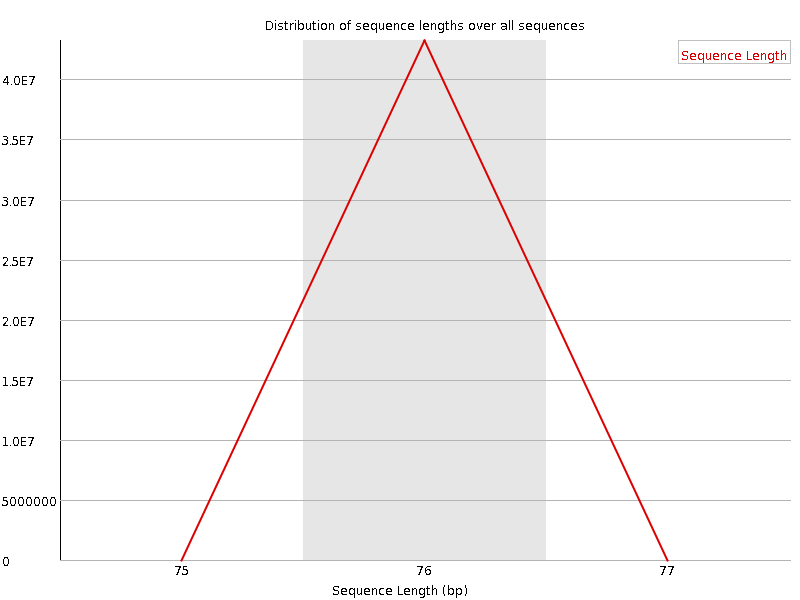 Distribution of sequence lengths over all sequences
Sequence Length
4.0E7
3.5E7
3.0E7
2.5E7
2.0E7
1.5E7
1.0E7
5000000
0
75 76 77
Sequence Length (bp)